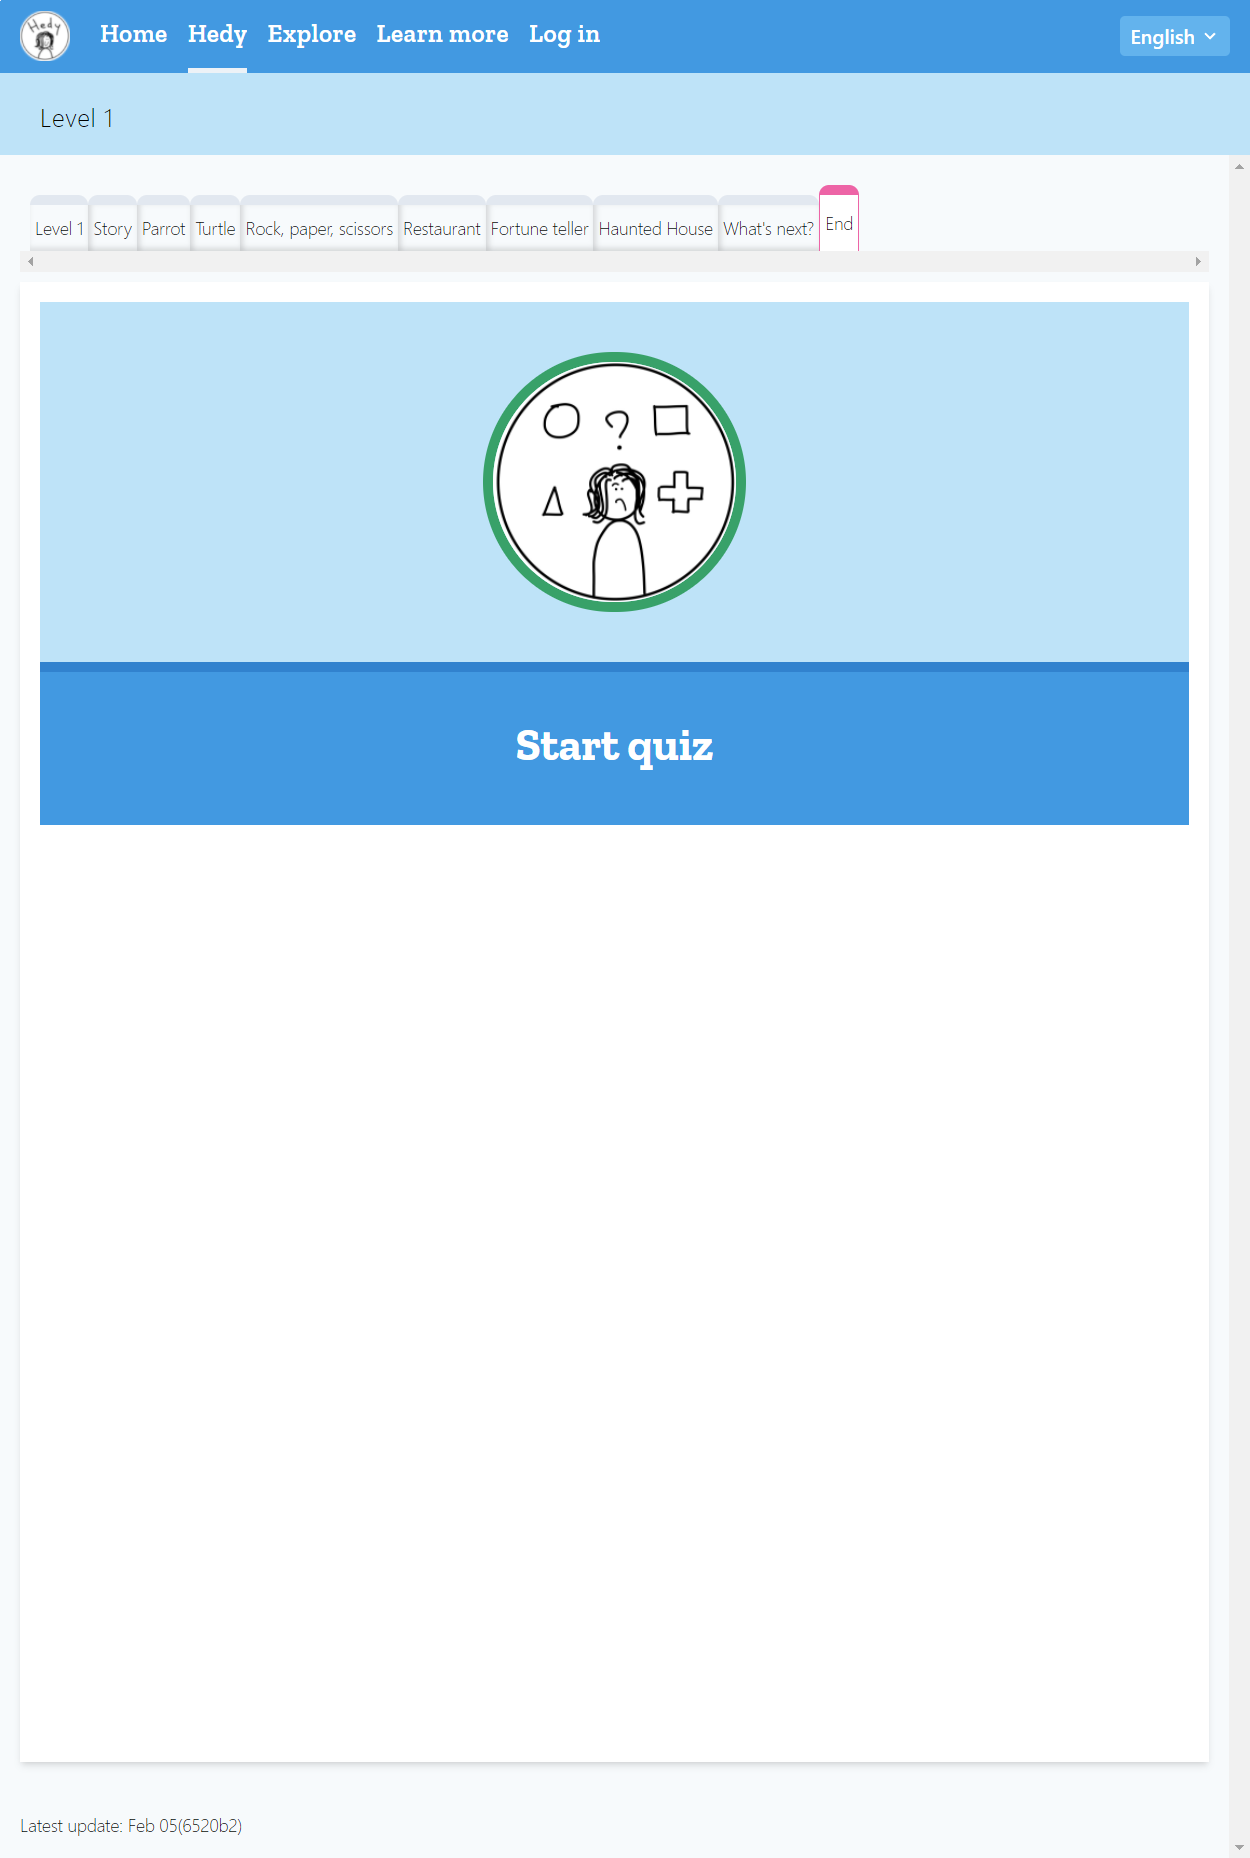 Hedy
Home Hedy Explore Learn more Log in English
Level 1
Level 1 Story Parrot Turtle Rock, paper, scissors Restaurant Fortune teller Haunted House What's next? End
?
Start quiz
Latest update: Feb 05(6520b2)